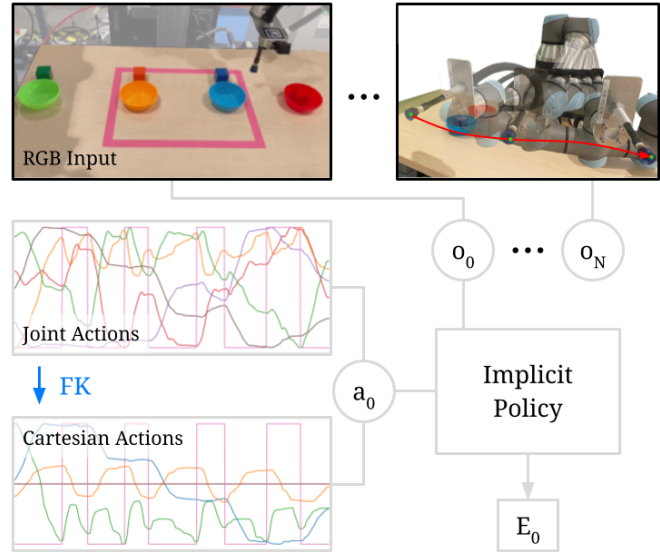 RGB Input
...
o0
...
oN
Joint Actions
FK
a0
Implicit
Policy
Cartesian Actions
E0